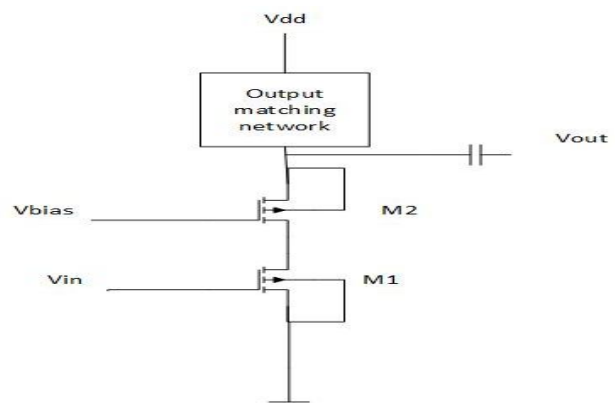 Vdd
Output
matching
network
Vout
Vbias
M2
Vin
M1